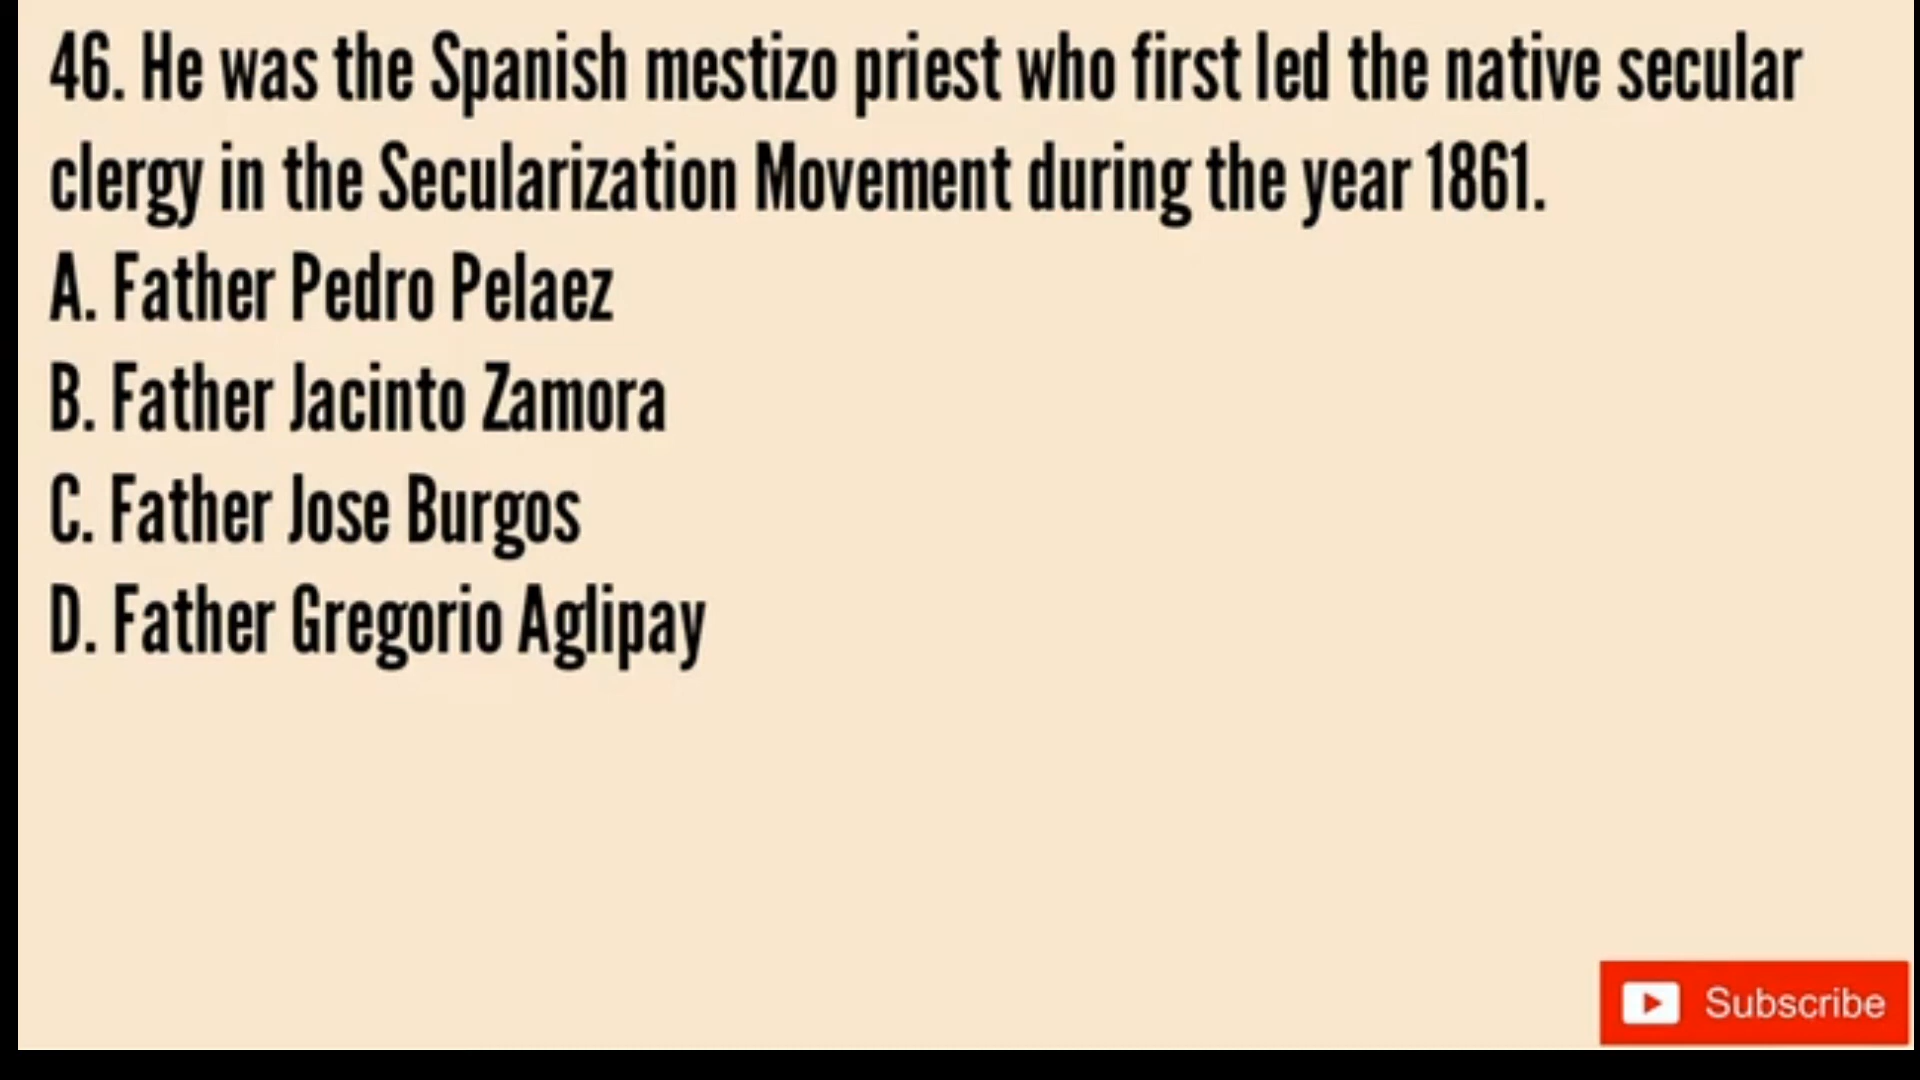 46. He was the Spanish mestizo priest who first led the native secular
clergy in the Secularization Movement during the year 1861.
A. Father Pedro Pelaez
B. Father Jacinto Zamora
C. Father Jose Burgos
D. Father Gregorio Aglipay
Subscribe